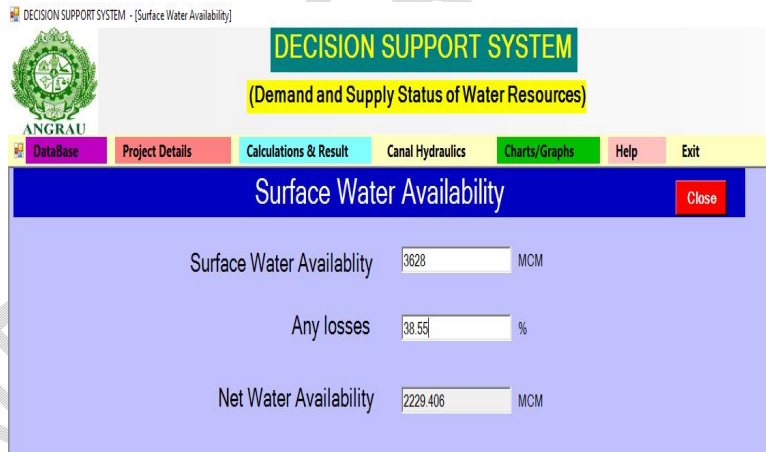 DECISION SUPPORT SYSTEM - [Surface Water Availability]
DECISION SUPPORT SYSTEM
(Demand and Supply Status of Water Resources)
ANGRAU
DataBase Project Details Calculations & Result Canal Hydraulics Charts/Graphs Help Exit
Surface Water Availability Close
Surface Water Availablity 3628 MCM
Any losses 38.55 %
Net Water Availability 2229.406 MCM